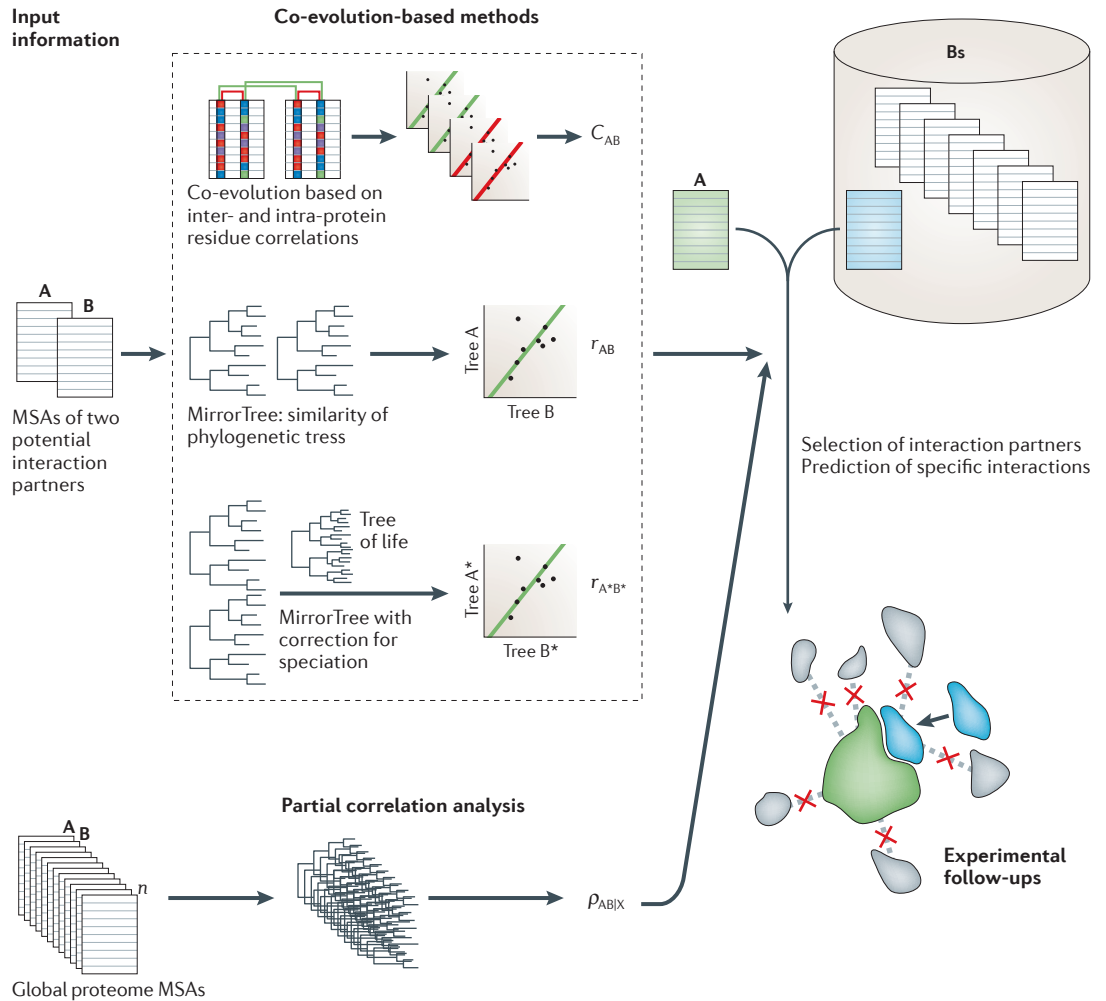 Input
information
Co-evolution-based methods
Co-evolution based on
inter- and intra-protein
residue correlations
C_AB
A
Bs
A
B
MSAs of two
potential
interaction
partners
MirrorTree: similarity of
phylogenetic tress
Tree A
Tree B
r_AB
Selection of interaction partners
Prediction of specific interactions
Tree
of life
MirrorTree with
correction for
speciation
Tree A*
Tree B*
r_A*B*
Partial correlation analysis
A
B
n
Global proteome MSAs
ρ_AB|X
Experimental
follow-ups